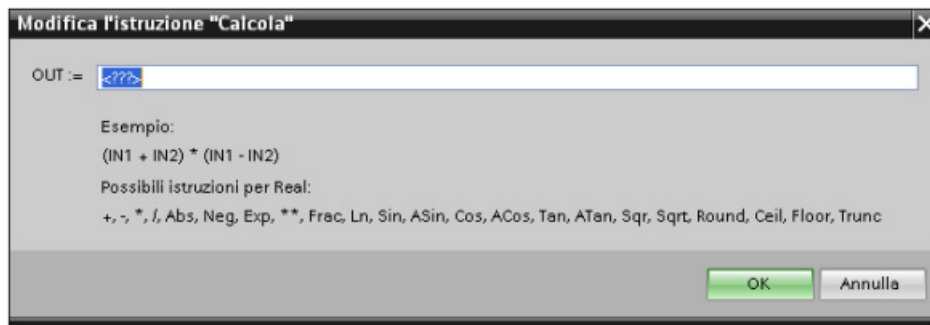 Modifica l'istruzione "Calcola"
OUT := <???>
Esempio:
(IN1 + IN2) * (IN1 - IN2)
Possibili istruzioni per Real:
+, -, *, /, Abs, Neg, Exp, **, Frac, Ln, Sin, ASin, Cos, ACos, Tan, ATan, Sqr, Sqrt, Round, Ceil, Floor, Trunc
OK Annulla